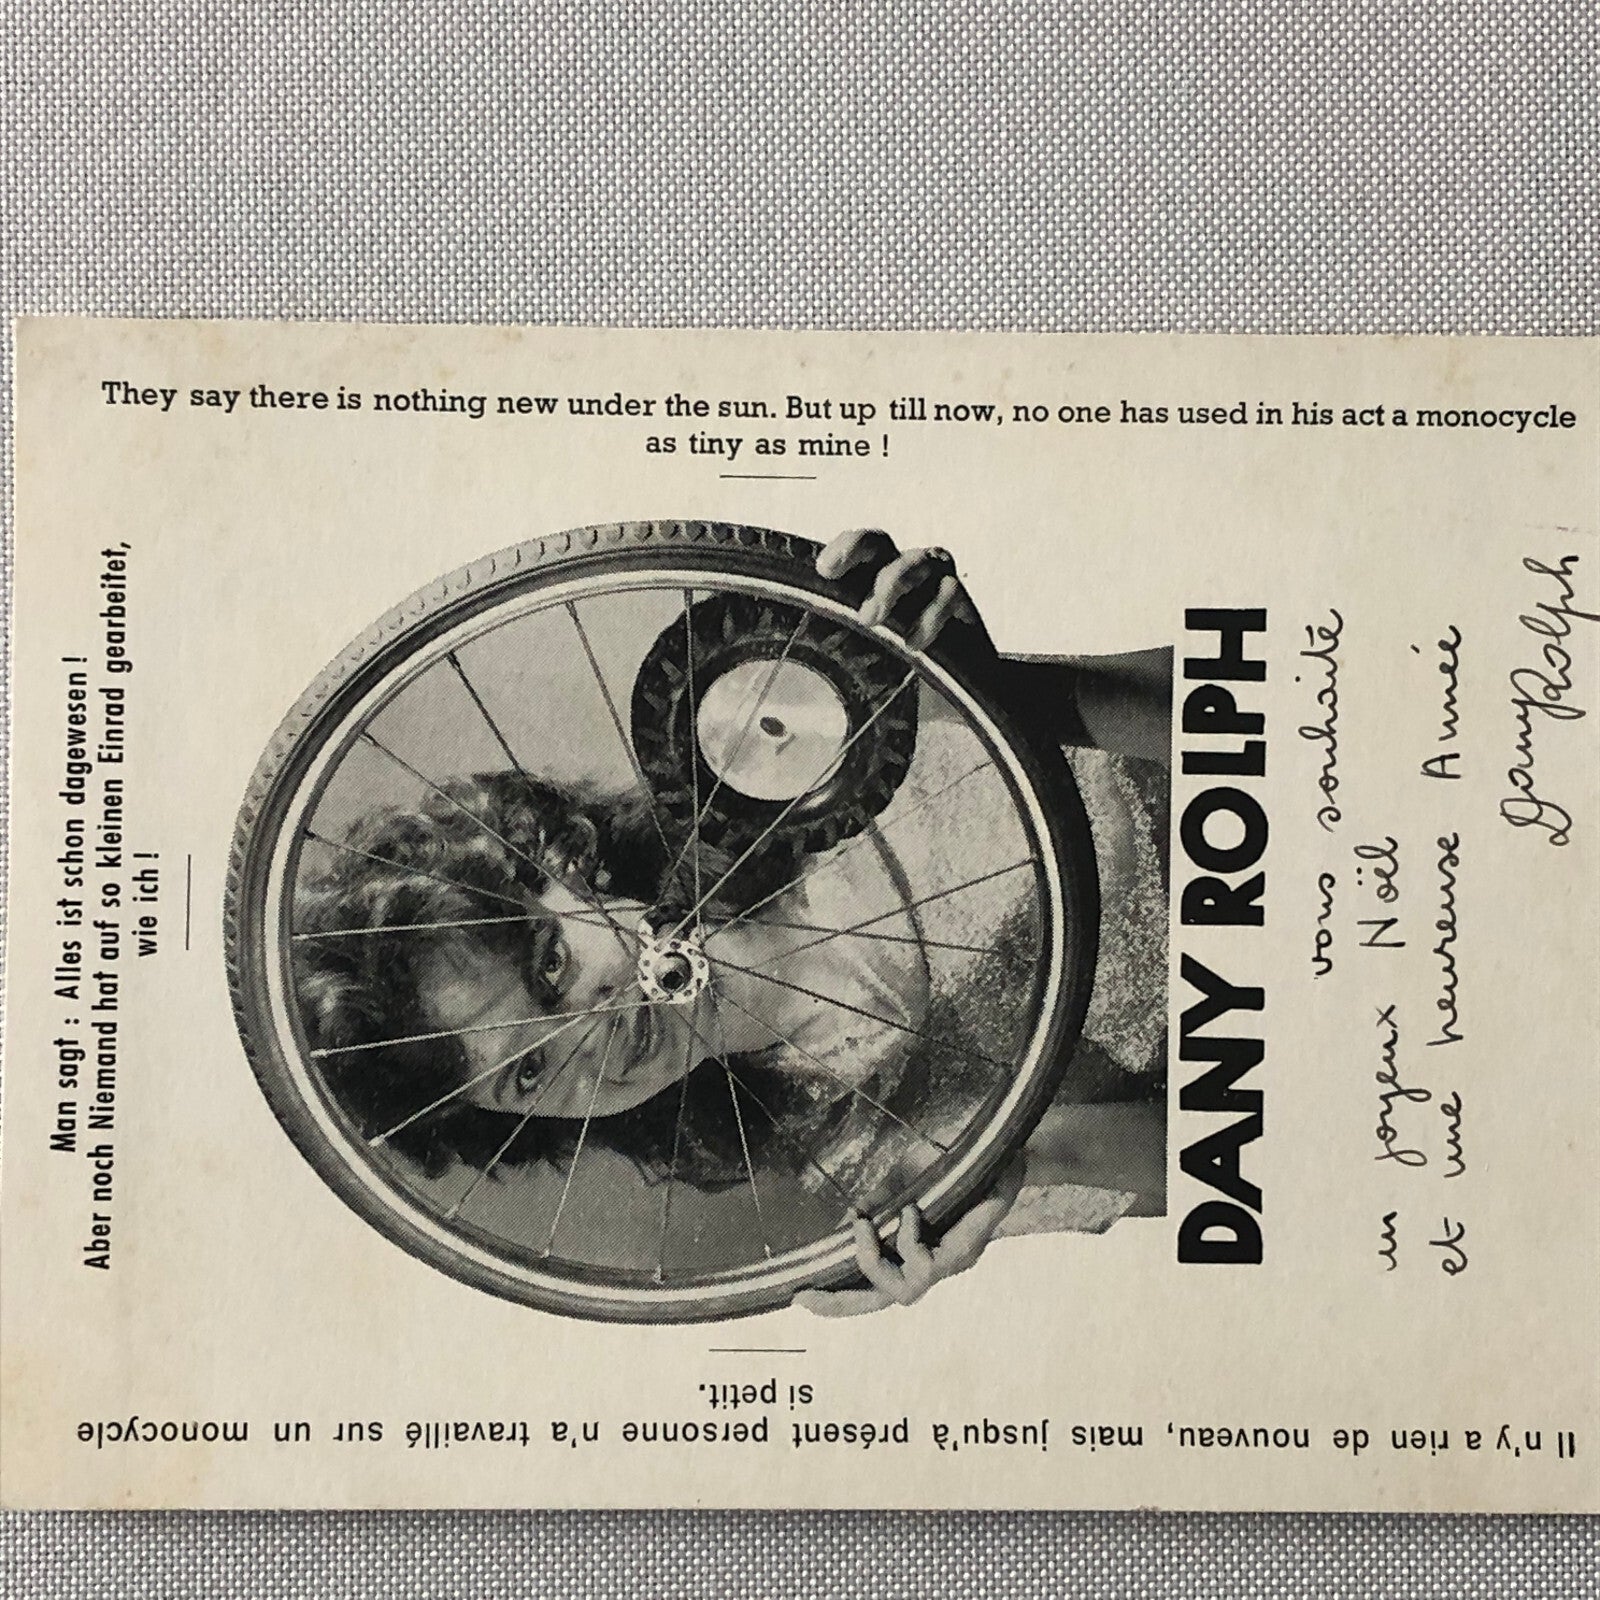 They say there is nothing new under the sun. But up till now, no one has used in his act a monocycle
as tiny as mine !
Man sagt : Alles ist schon dagewesen !
Aber noch Niemand hat auf so kleinen Einrad gearbeitet,
wie ich !
Il n'y a rien de nouveau, mais jusqu'à présent personne n'a travaillé sur un monocycle
si petit.
DANY ROLPH
vous souhaite
un joyeux Noël
et une heureuse Année
Dany Rolph